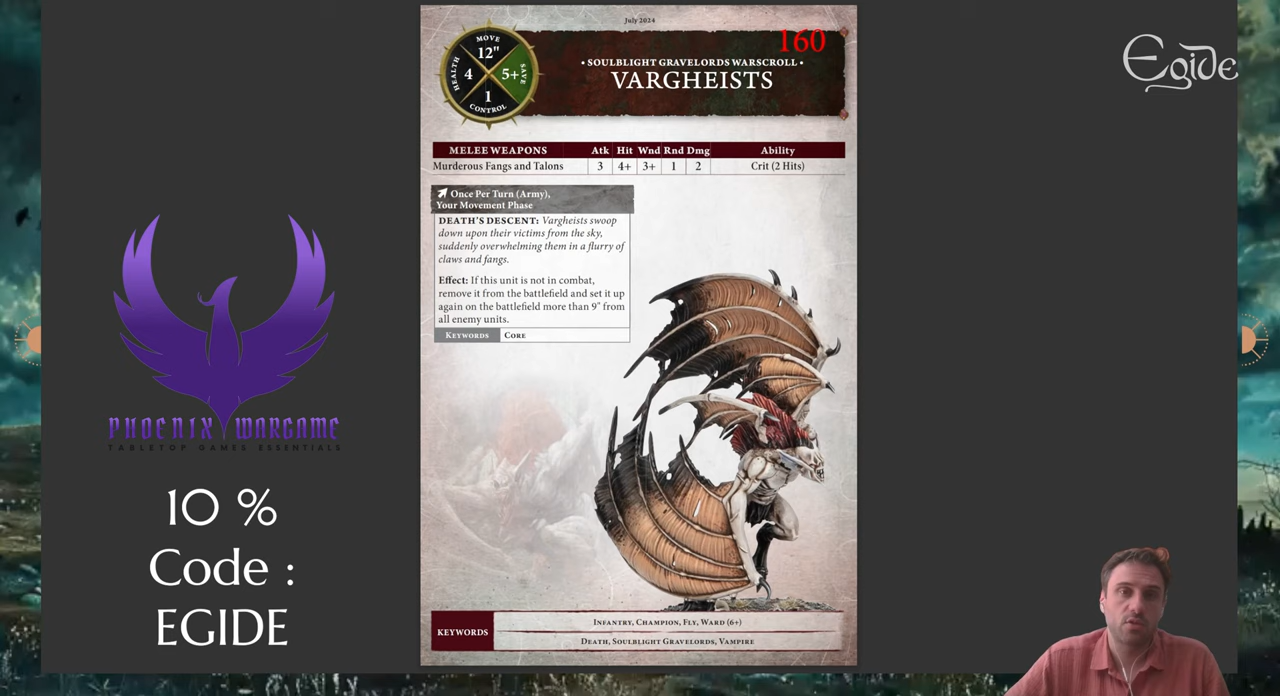 July 2024
160
MOVE
12"
HEALTH
4
5+
SAVE
1
CONTROL
• SOULBLIGHT GRAVELORDS WARSCROLL •
VARGHEISTS
MELEE WEAPONS Atk Hit Wnd Rnd Dmg Ability
Murderous Fangs and Talons 3 4+ 3+ 1 2 Crit (2 Hits)
Once Per Turn (Army),
Your Movement Phase
DEATH'S DESCENT: Vargheists swoop
down upon their victims from the sky,
suddenly overwhelming them in a flurry of
claws and fangs.
Effect: If this unit is not in combat,
remove it from the battlefield and set it up
again on the battlefield more than 9" from
all enemy units.
KEYWORDS CORE
KEYWORDS
INFANTRY, CHAMPION, FLY, WARD (6+)
DEATH, SOULBLIGHT GRAVELORDS, VAMPIRE
PHOENIX WARGAME
TABLETOP GAMES ESSENTIALS
10 %
Code :
EGIDE
Egide